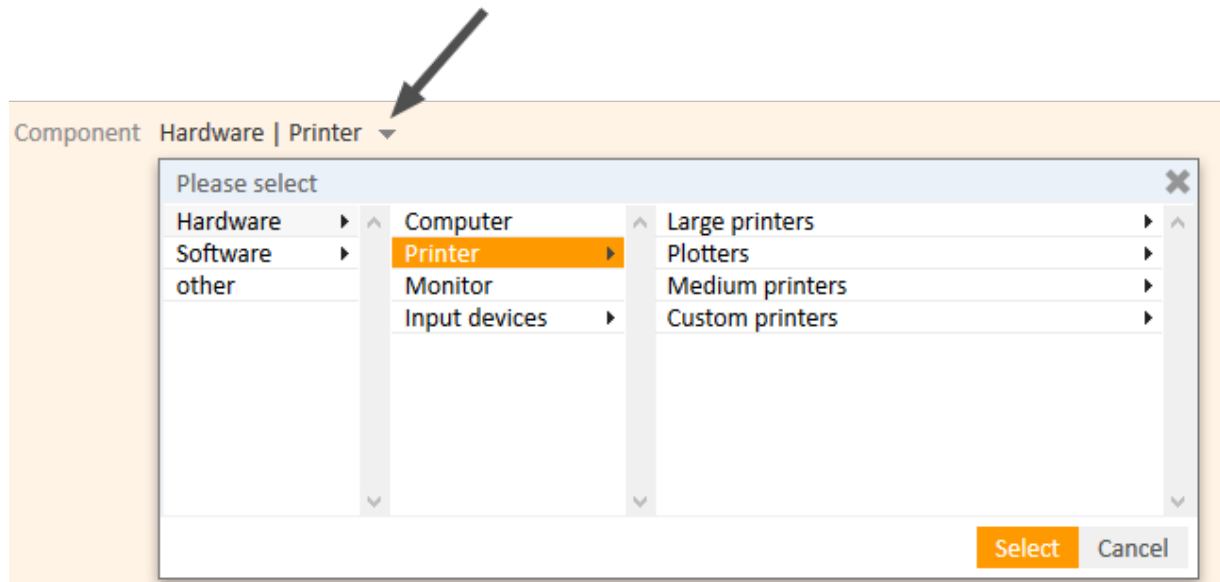 Component Hardware | Printer
Please select
Hardware Computer Large printers
Software Printer Plotters
other Monitor Medium printers
Input devices Custom printers
Select Cancel